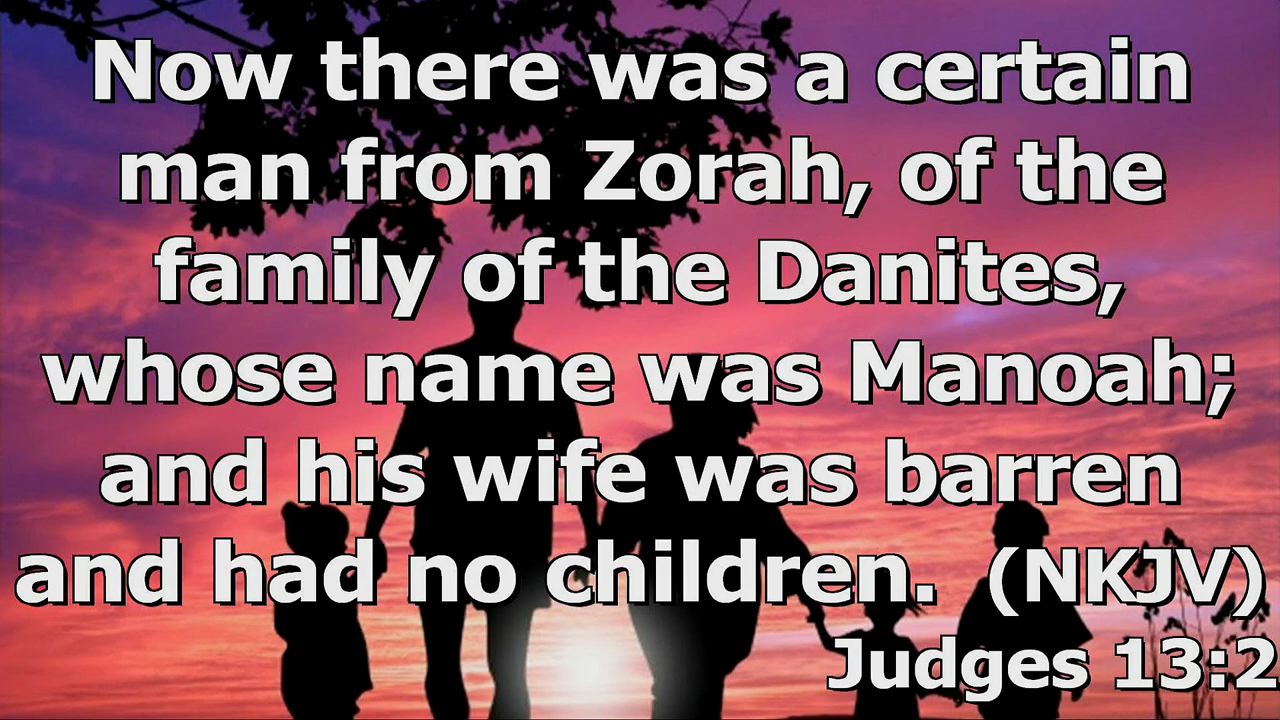 Now there was a certain
man from Zorah, of the
family of the Danites,
whose name was Manoah;
and his wife was barren
and had no children. (NKJV)
Judges 13:2